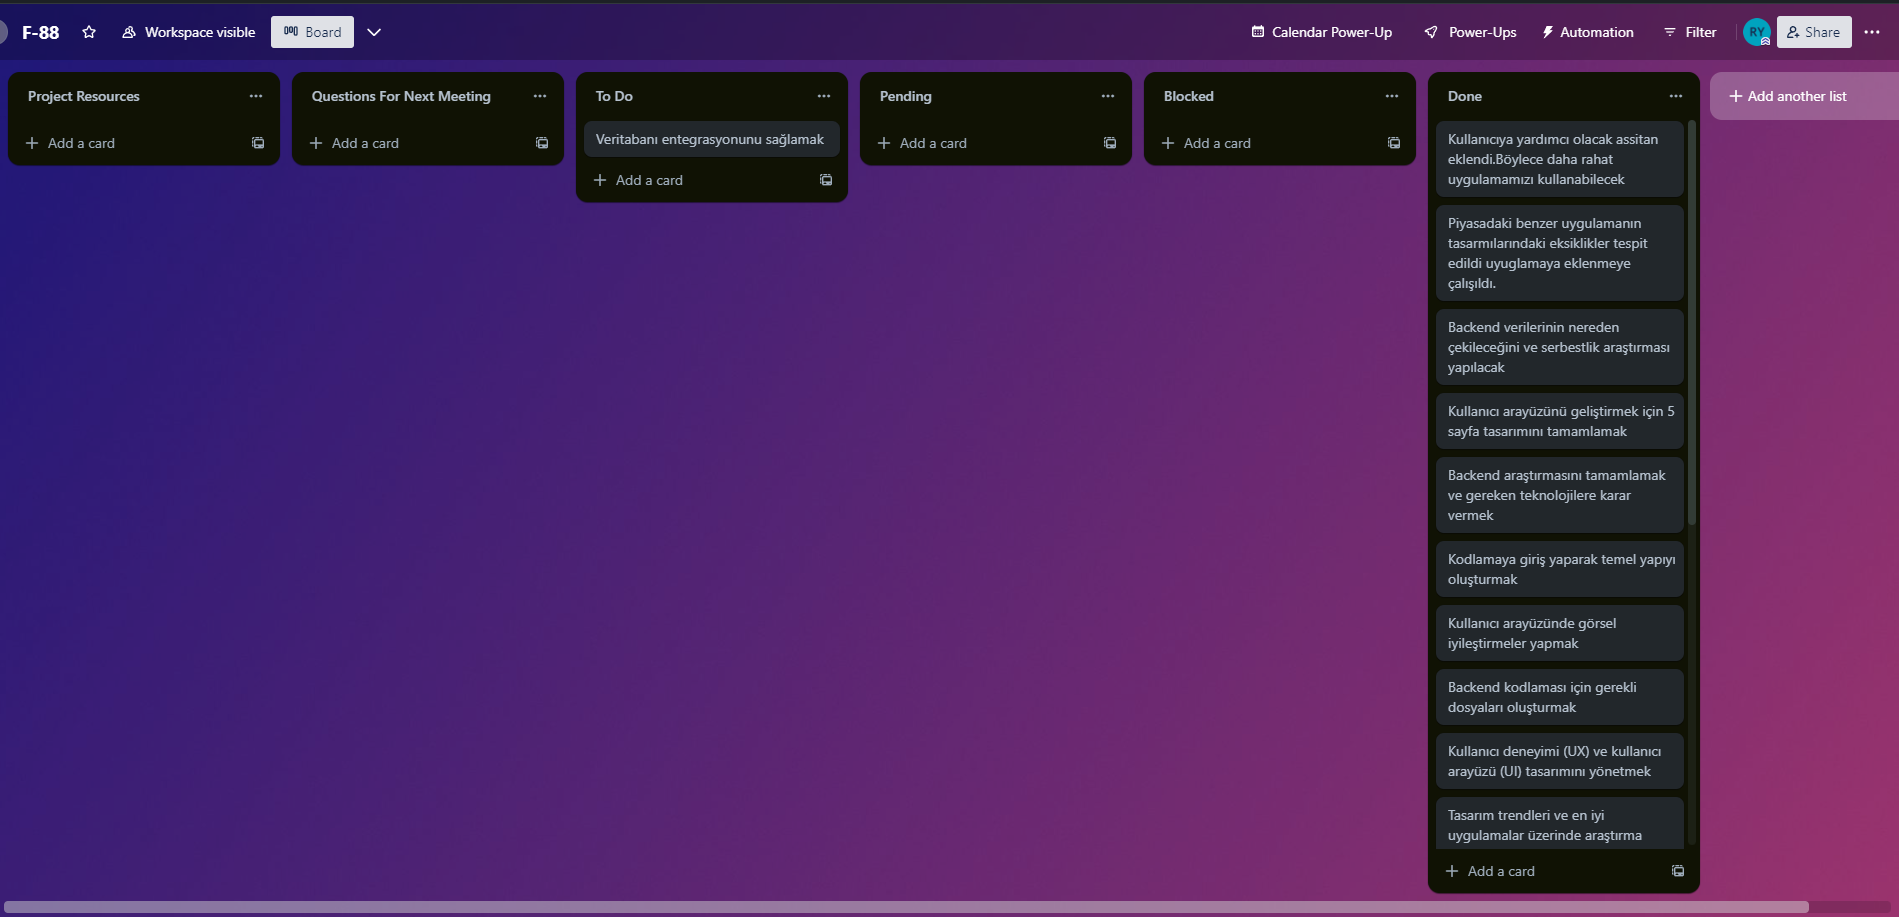 F-88
Workspace visible
Board
Calendar Power-Up
Power-Ups
Automation
Filter
RY
Share
Project Resources
Add a card
Questions For Next Meeting
Add a card
To Do
Veritabanı entegrasyonunu sağlamak
Add a card
Pending
Add a card
Blocked
Add a card
Done
Kullanıcıya yardımcı olacak assitan
eklendi.Böylece daha rahat
uygulamamızı kullanabilecek
Piyasadaki benzer uygulamanın
tasarmılarındaki eksiklikler tespit
edildi uyuglamaya eklenmeye
çalışıldı.
Backend verilerinin nereden
çekileceğini ve serbestlik araştırması
yapılacak
Kullanıcı arayüzünü geliştirmek için 5
sayfa tasarımını tamamlamak
Backend araştırmasını tamamlamak
ve gereken teknolojilere karar
vermek
Kodlamaya giriş yaparak temel yapıyı
oluşturmak
Kullanıcı arayüzünde görsel
iyileştirmeler yapmak
Backend kodlaması için gerekli
dosyaları oluşturmak
Kullanıcı deneyimi (UX) ve kullanıcı
arayüzü (UI) tasarımını yönetmek
Tasarım trendleri ve en iyi
uygulamalar üzerinde araştırma
Add a card
Add another list